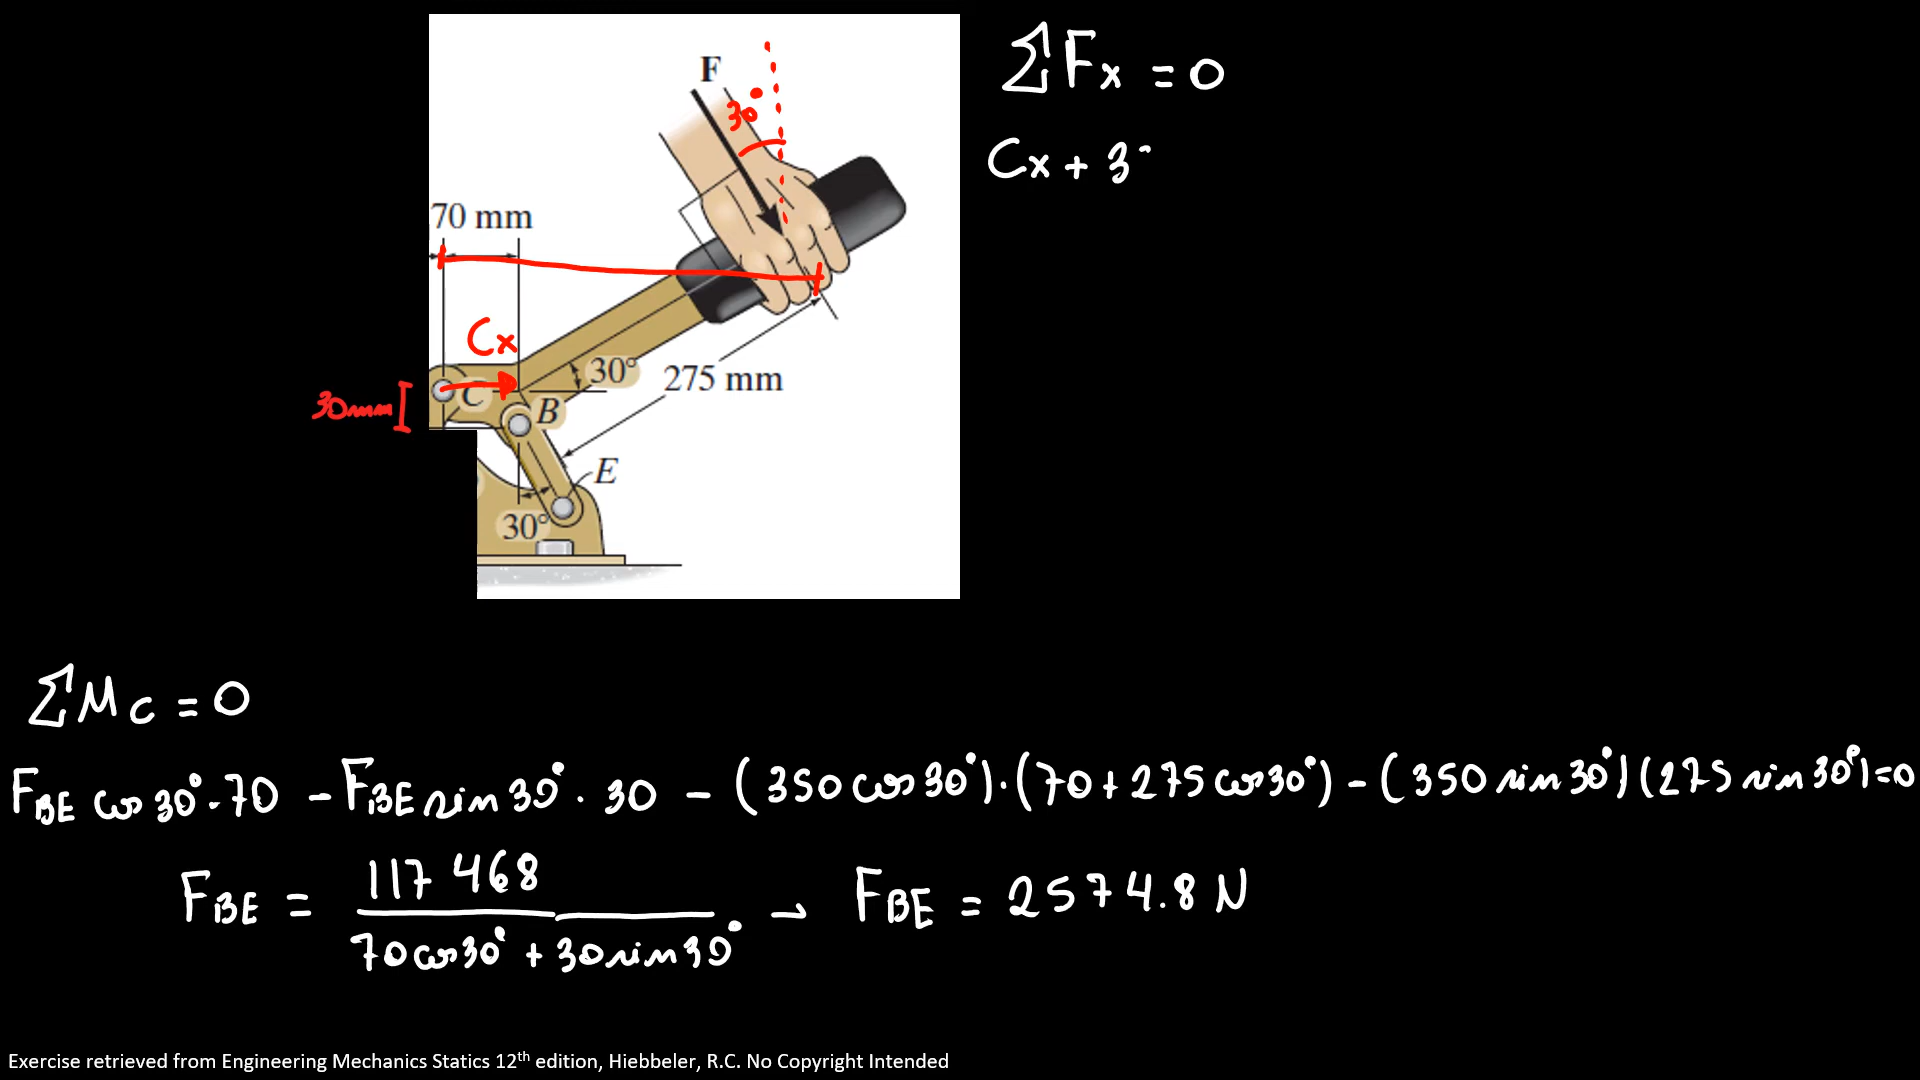 F
30°
70 mm
Cx
30°
275 mm
30mm
C
B
E
30°
ΣFx = 0
Cx + 3
ΣMc = 0
FBE cos 30° · 70 - FBE sin 30° · 30 - (350 cos 30°) · (70 + 275 cos 30°) - (350 sin 30°)(275 sin 30°) = 0
FBE = 117 468 / 70 cos 30° + 30 sin 30° → FBE = 2574.8 N
Exercise retrieved from Engineering Mechanics Statics 12th edition, Hiebbeler, R.C. No Copyright Intended